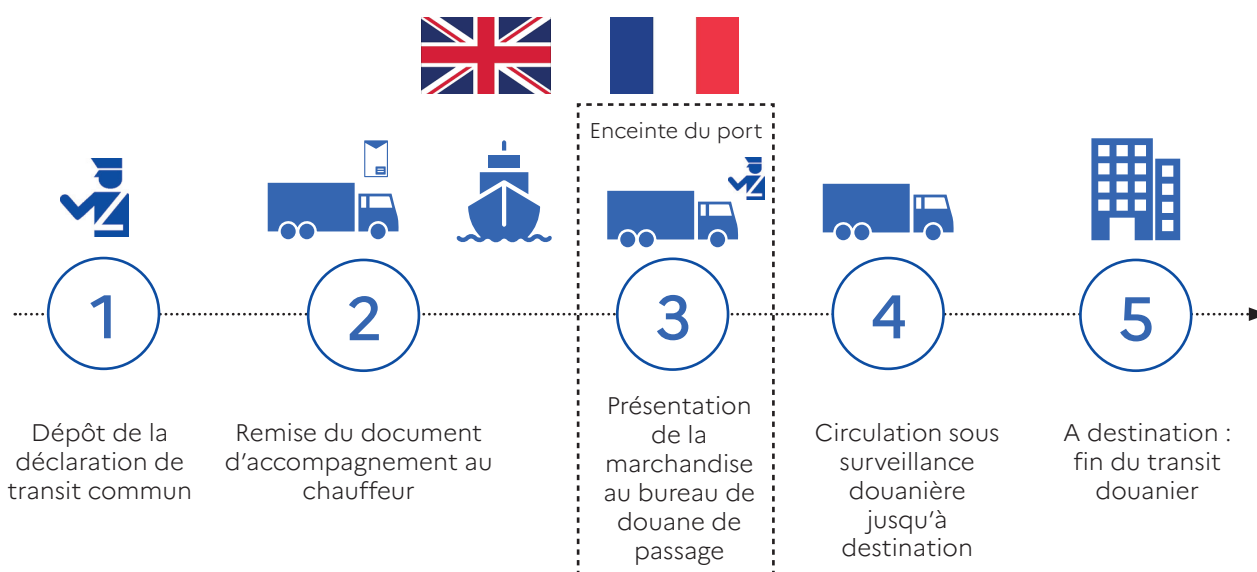 Enceinte du port
1
2
3
4
5
Dépôt de la
déclaration de
transit commun
Remise du document
d'accompagnement au
chauffeur
Présentation
de la
marchandise
au bureau de
douane de
passage
Circulation sous
surveillance
douanière
jusqu'à
destination
A destination :
fin du transit
douanier